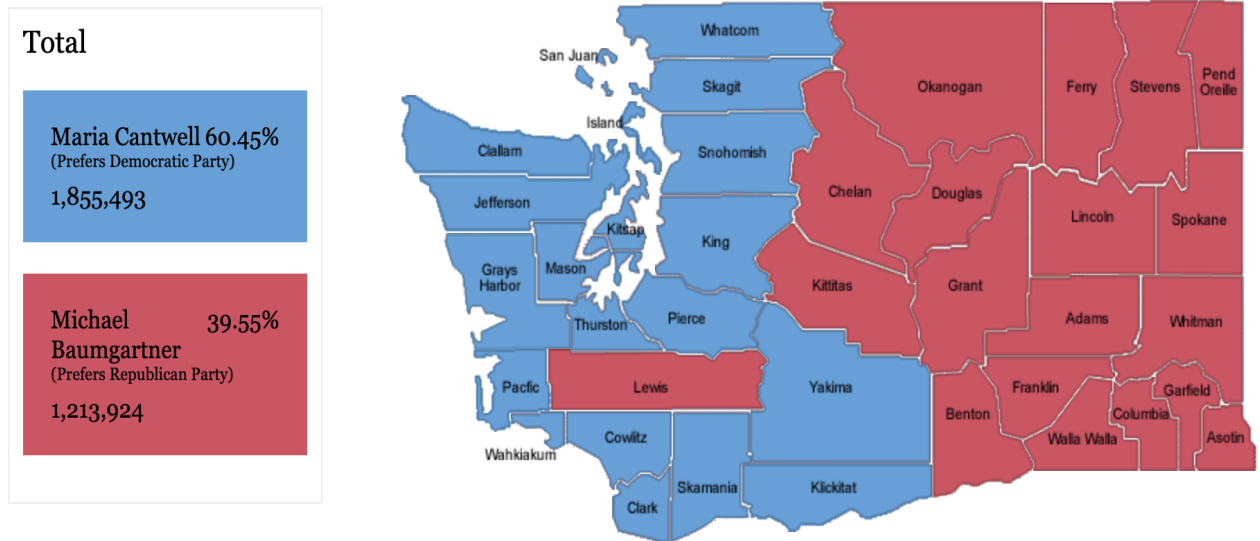 Total
Maria Cantwell 60.45%
(Prefers Democratic Party)
1,855,493
Michael 39.55%
Baumgartner
(Prefers Republican Party)
1,213,924
Whatcom
San Juan
Skagit
Okanogan
Ferry
Stevens
Pend
Oreille
Island
Clallam
Snohomish
Chelan
Douglas
Jefferson
Lincoln
Spokane
Kitsap
King
Mason
Grays
Harbor
Kittitas
Grant
Thurston
Pierce
Adams
Whitman
Pacfic
Lewis
Yakima
Franklin
Garfield
Benton
Columbia
Cowlitz
Walla Walla
Asotin
Wahkiakum
Skamania
Klickitat
Clark